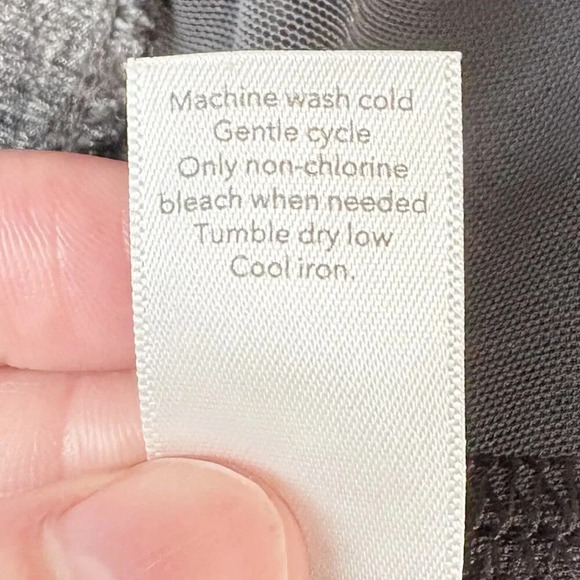 Machine wash cold
Gentle cycle
Only non-chlorine
bleach when needed
Tumble dry low
Cool iron.